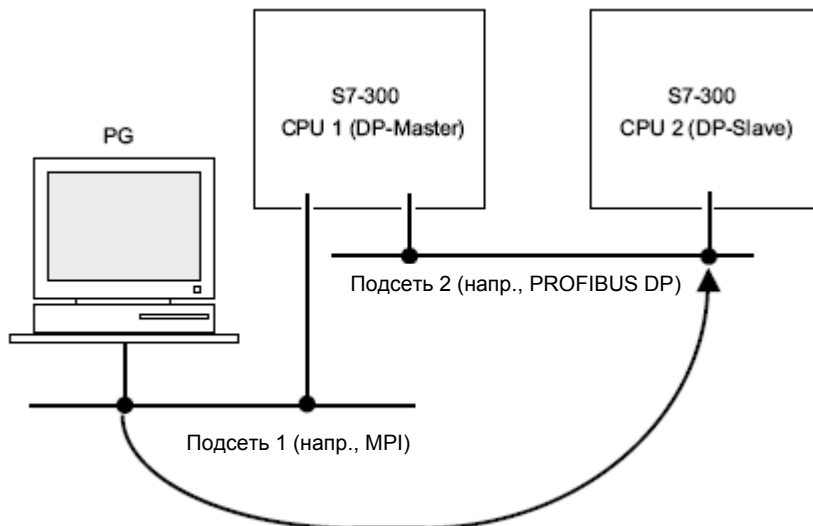 S7-300
CPU 1 (DP-Master)
S7-300
CPU 2 (DP-Slave)
PG
Подсеть 2 (напр., PROFIBUS DP)
Подсеть 1 (напр., MPI)